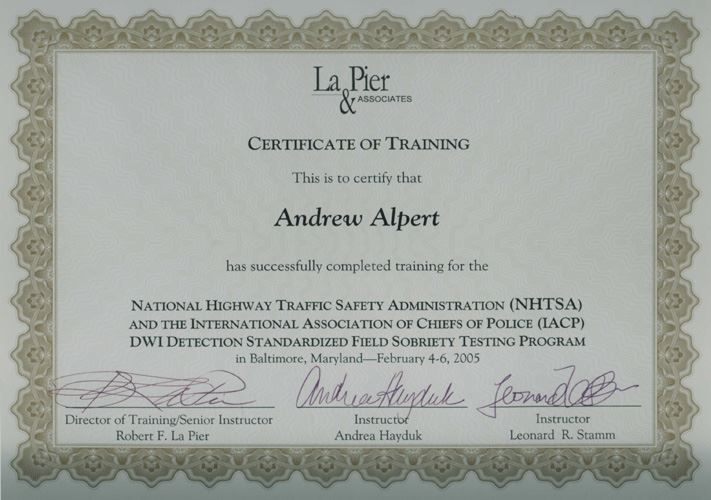 La Pier
& ASSOCIATES
CERTIFICATE OF TRAINING
This is to certify that
Andrew Alpert
has successfully completed training for the
NATIONAL HIGHWAY TRAFFIC SAFETY ADMINISTRATION (NHTSA)
AND THE INTERNATIONAL ASSOCIATION OF CHIEFS OF POLICE (IACP)
DWI DETECTION STANDARDIZED FIELD SOBRIETY TESTING PROGRAM
in Baltimore, Maryland—February 4-6, 2005
Andrea Hayduk
Director of Training/Senior Instructor
Robert F. La Pier
Instructor
Andrea Hayduk
Instructor
Leonard R. Stamm